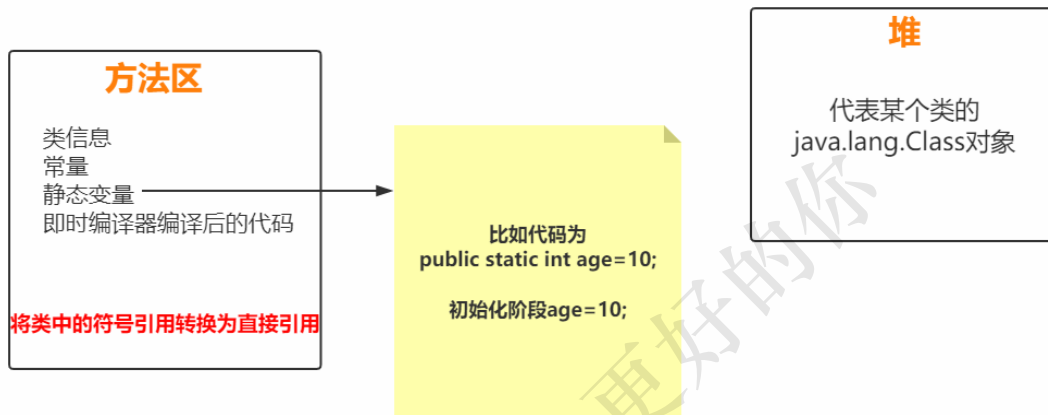 方法区
类信息
常量
静态变量
即时编译器编译后的代码
将类中的符号引用转换为直接引用
比如代码为
public static int age=10;
初始化阶段age=10;
堆
代表某个类的
java.lang.Class对象
更好的你